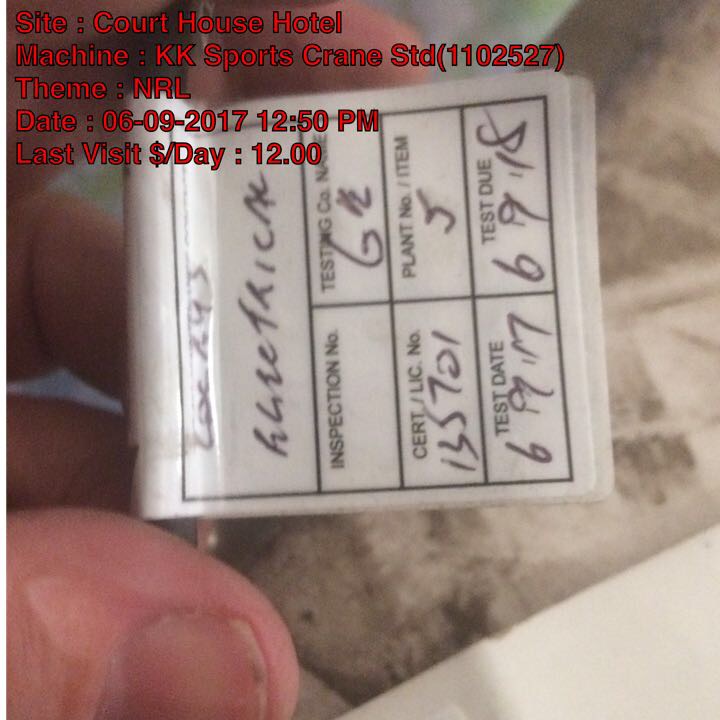 Site : Court House Hotel
Machine : KK Sports Crane Std(1102527)
Theme : NRL
Date : 06-09-2017 12:50 PM
Last Visit $/Day : 12.00
INSPECTION No.
TESTING Co. NAME
CERT. / LIC. No.
13701
PLANT No. / ITEM
5
TEST DATE
6 9 17
TEST DUE
6 9 18